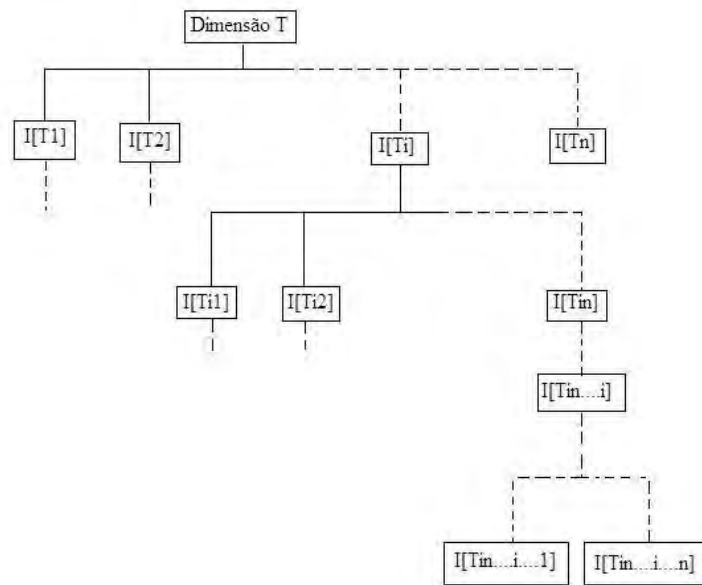 Dimensão T
I[T1]
I[T2]
I[Ti]
I[Tn]
I[Ti1]
I[Ti2]
I[Tin]
I[Tin....i]
I[Tin....i....1]
I[Tin....i....n]